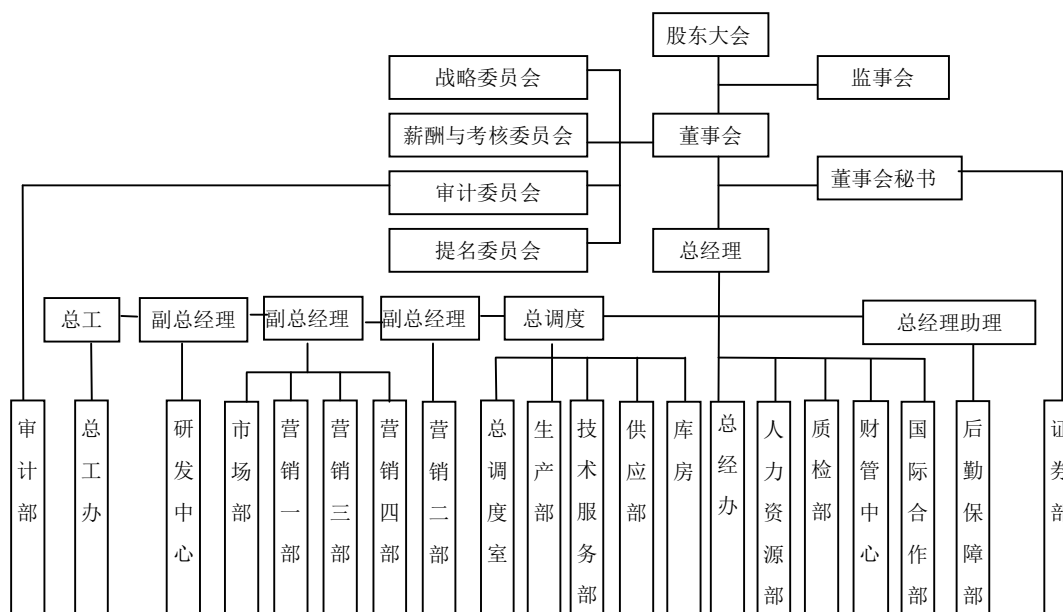 股东大会
战略委员会
监事会
薪酬与考核委员会
董事会
审计委员会
董事会秘书
提名委员会
总经理
总工
副总经理
副总经理
副总经理
总调度
总经理助理
审计部
总工办
研发中心
市场部
营销一部
营销三部
营销四部
营销二部
总调度室
生产部
技术服务部
供应部
库房
总经办
人力资源部
质检部
财管中心
国际合作部
后勤保障部
证券部